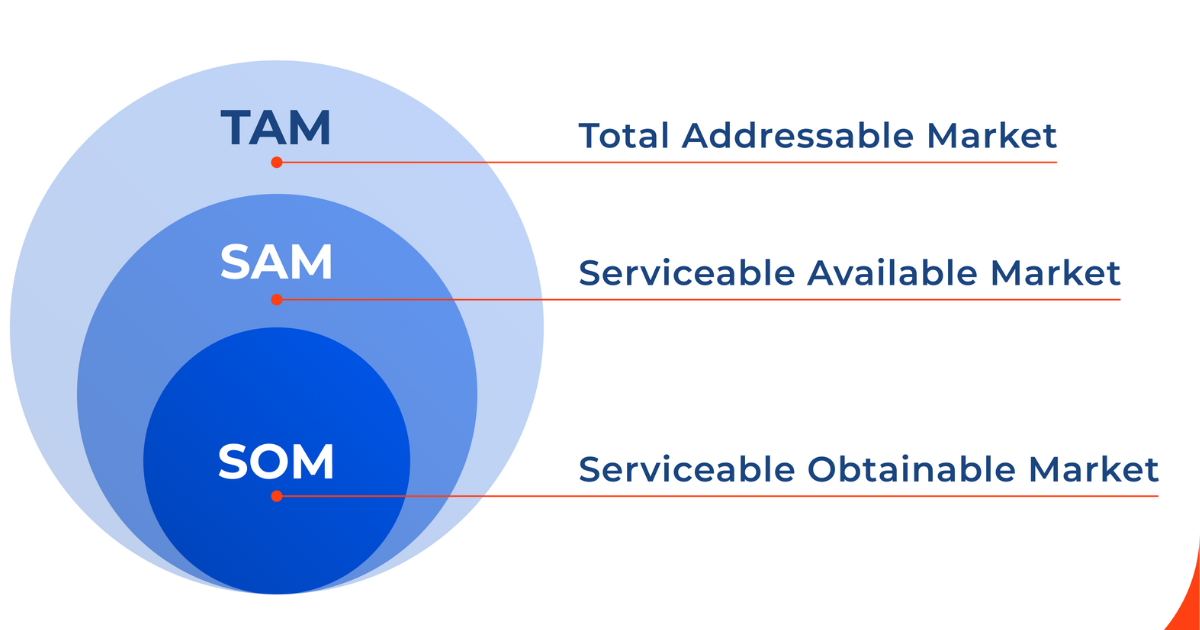 TAM
Total Addressable Market
SAM
Serviceable Available Market
SOM
Serviceable Obtainable Market